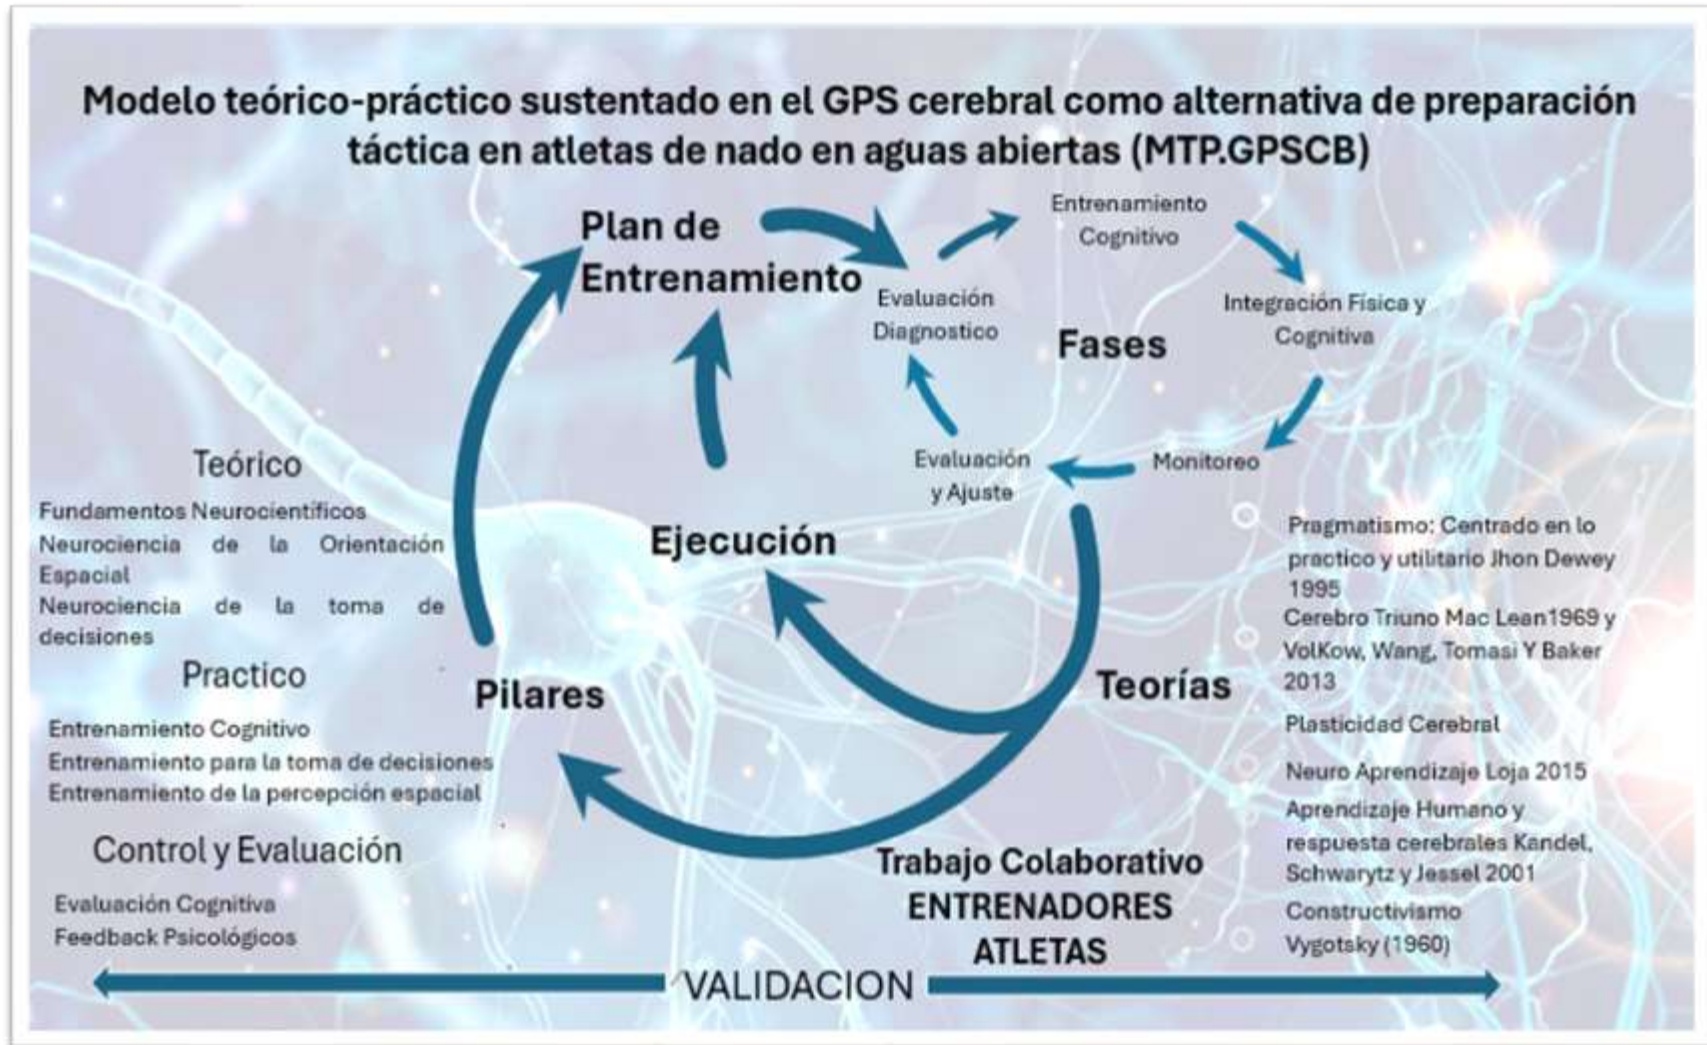 Modelo teórico-práctico sustentado en el GPS cerebral como alternativa de preparación
táctica en atletas de nado en aguas abiertas (MTP.GPSCB)
Plan de
Entrenamiento
Evaluación
Diagnostico
Entrenamiento
Cognitivo
Integración Física y
Cognitiva
Fases
Monitoreo
Evaluación
y Ajuste
Ejecución
Teórico
Fundamentos Neurocientíficos
Neurociencia de la Orientación
Espacial
Neurociencia de la toma de
decisiones
Practico
Entrenamiento Cognitivo
Entrenamiento para la toma de decisiones
Entrenamiento de la percepción espacial
Control y Evaluación
Evaluación Cognitiva
Feedback Psicológicos
Pilares
Teorías
Pragmatismo: Centrado en lo
practico y utilitario Jhon Dewey
1995
Cerebro Triuno Mac Lean1969 y
VolKow, Wang, Tomasi Y Baker
2013
Plasticidad Cerebral
Neuro Aprendizaje Loja 2015
Aprendizaje Humano y
respuesta cerebrales Kandel,
Schwarytz y Jessel 2001
Constructivismo
Vygotsky (1960)
Trabajo Colaborativo
ENTRENADORES
ATLETAS
VALIDACION